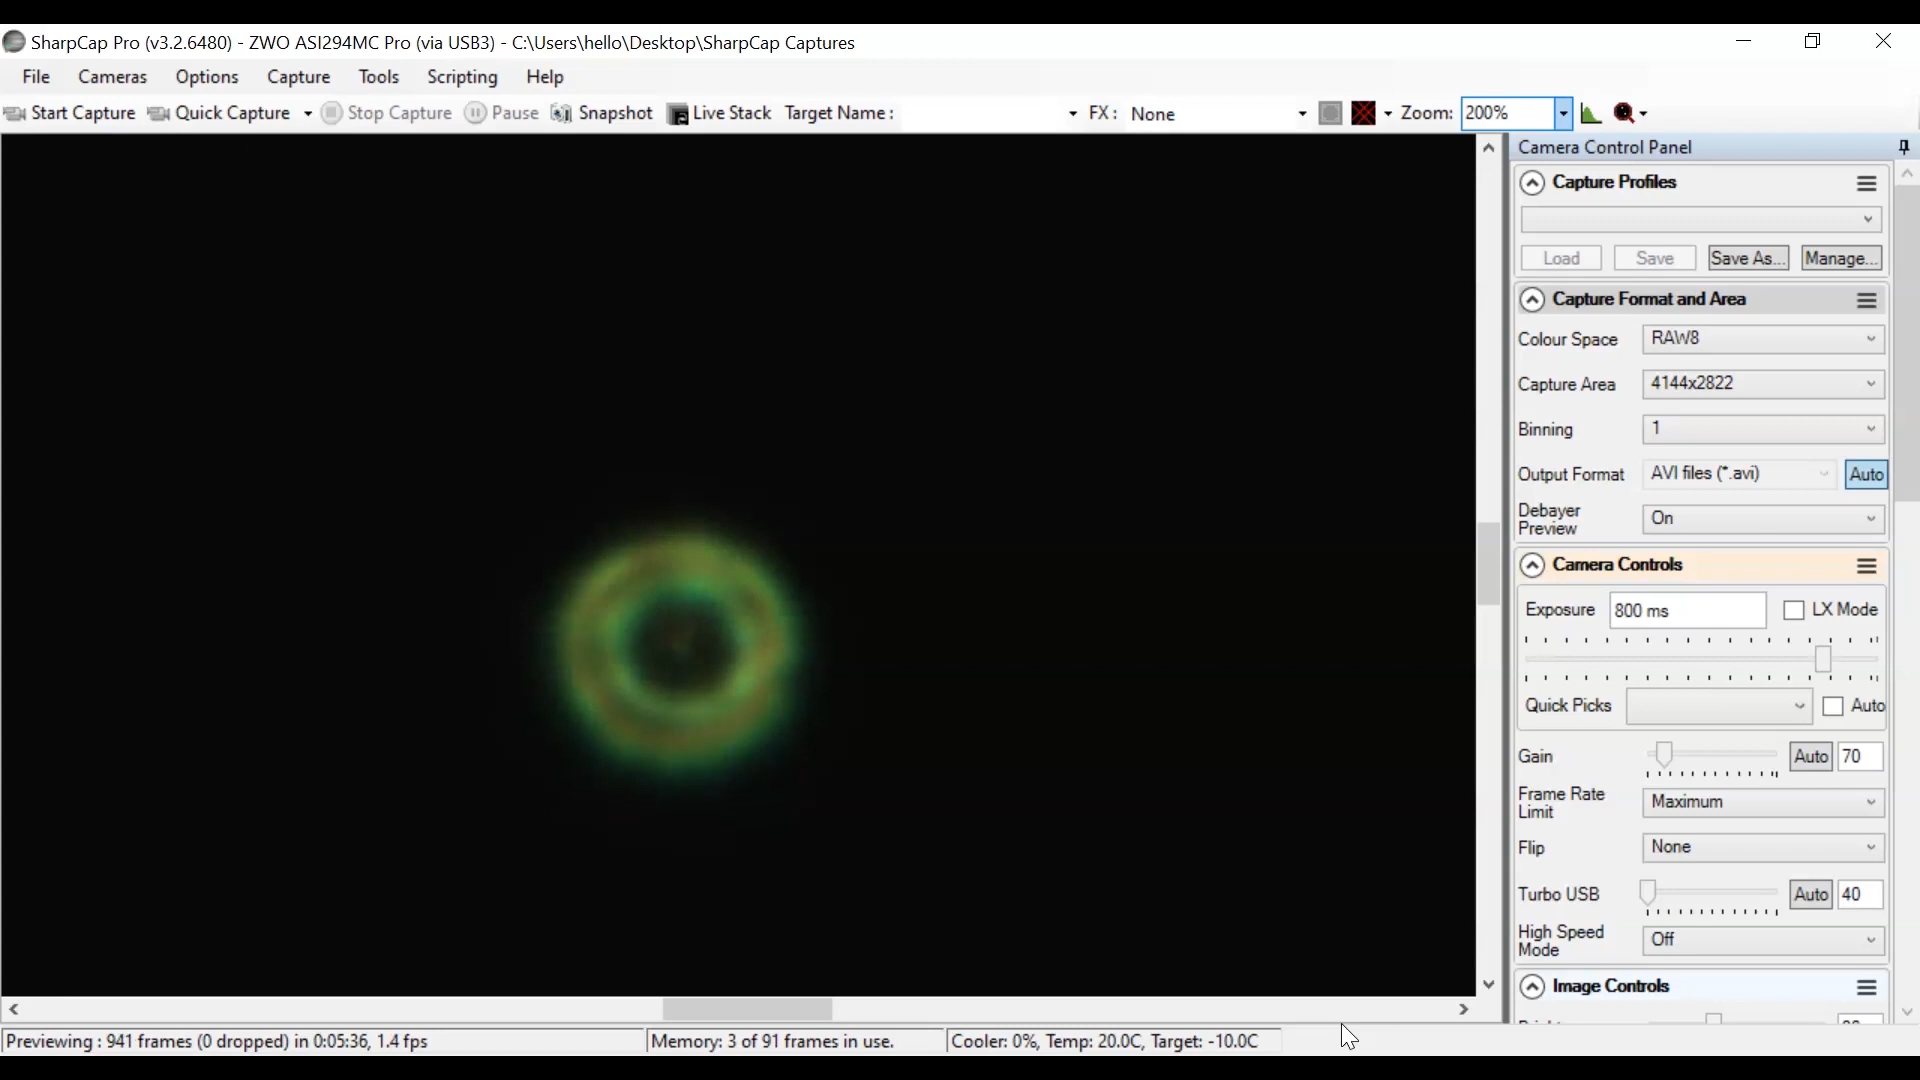 SharpCap Pro (v3.2.6480) - ZWO ASI294MC Pro (via USB3) - C:\Users\hello\Desktop\SharpCap Captures
File Cameras Options Capture Tools Scripting Help
Start Capture Quick Capture Stop Capture Pause Snapshot Live Stack Target Name : FX : None Zoom: 200%
Camera Control Panel
Capture Profiles
Load Save Save As... Manage...
Capture Format and Area
Colour Space RAW8
Capture Area 4144x2822
Binning 1
Output Format AVI files (*.avi) Auto
Debayer
Preview On
Camera Controls
Exposure 800 ms LX Mode
Quick Picks Auto
Gain Auto 70
Frame Rate
Limit Maximum
Flip None
Turbo USB Auto 40
High Speed
Mode Off
Image Controls
Previewing : 941 frames (0 dropped) in 0:05:36, 1.4 fps Memory: 3 of 91 frames in use. Cooler: 0%, Temp: 20.0C, Target: -10.0C